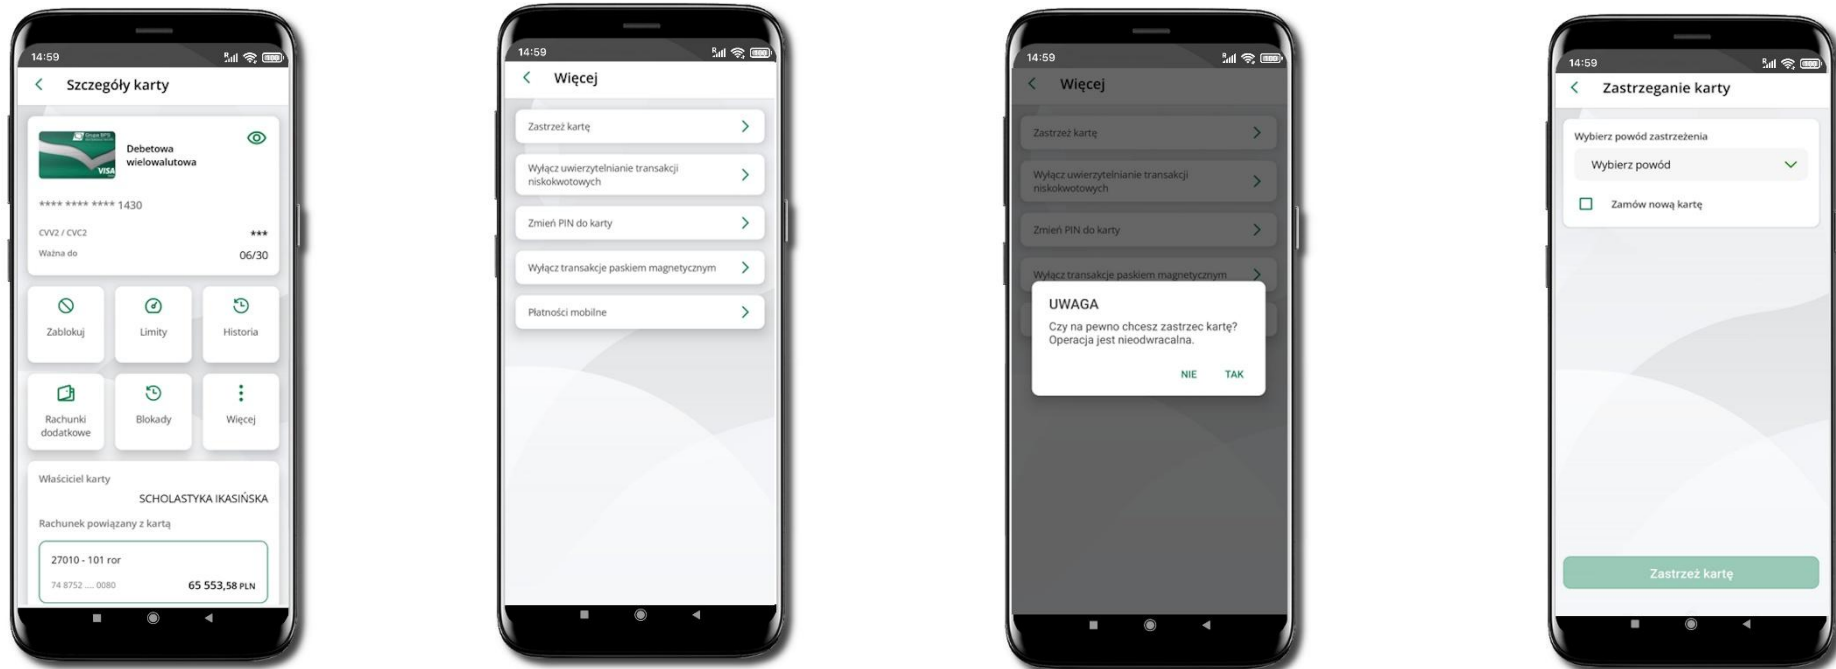 14:59
Szczegóły karty
Grupa BPS
VISA
Debetowa
wielowalutowa
**** **** **** 1430
CVV2 / CVC2
***
Ważna do
06/30
Zablokuj
Limity
Historia
Rachunki
dodatkowe
Blokady
Więcej
Właściciel karty
SCHOLASTYKA IKASIŃSKA
Rachunek powiązany z kartą
27010 - 101 ror
74 8752 .... 0080
65 553,58 PLN
14:59
Więcej
Zastrzeż kartę
Wyłącz uwierzytelnianie transakcji
niskokwotowych
Zmień PIN do karty
Wyłącz transakcje paskiem magnetycznym
Płatności mobilne
14:59
Więcej
Zastrzeż kartę
Wyłącz uwierzytelnianie transakcji
niskokwotowych
Zmień PIN do karty
Wyłącz transakcje paskiem magnetycznym
UWAGA
Czy na pewno chcesz zastrzec kartę?
Operacja jest nieodwracalna.
NIE
TAK
14:59
Zastrzeganie karty
Wybierz powód zastrzeżenia
Wybierz powód
Zamów nową kartę
Zastrzeż kartę